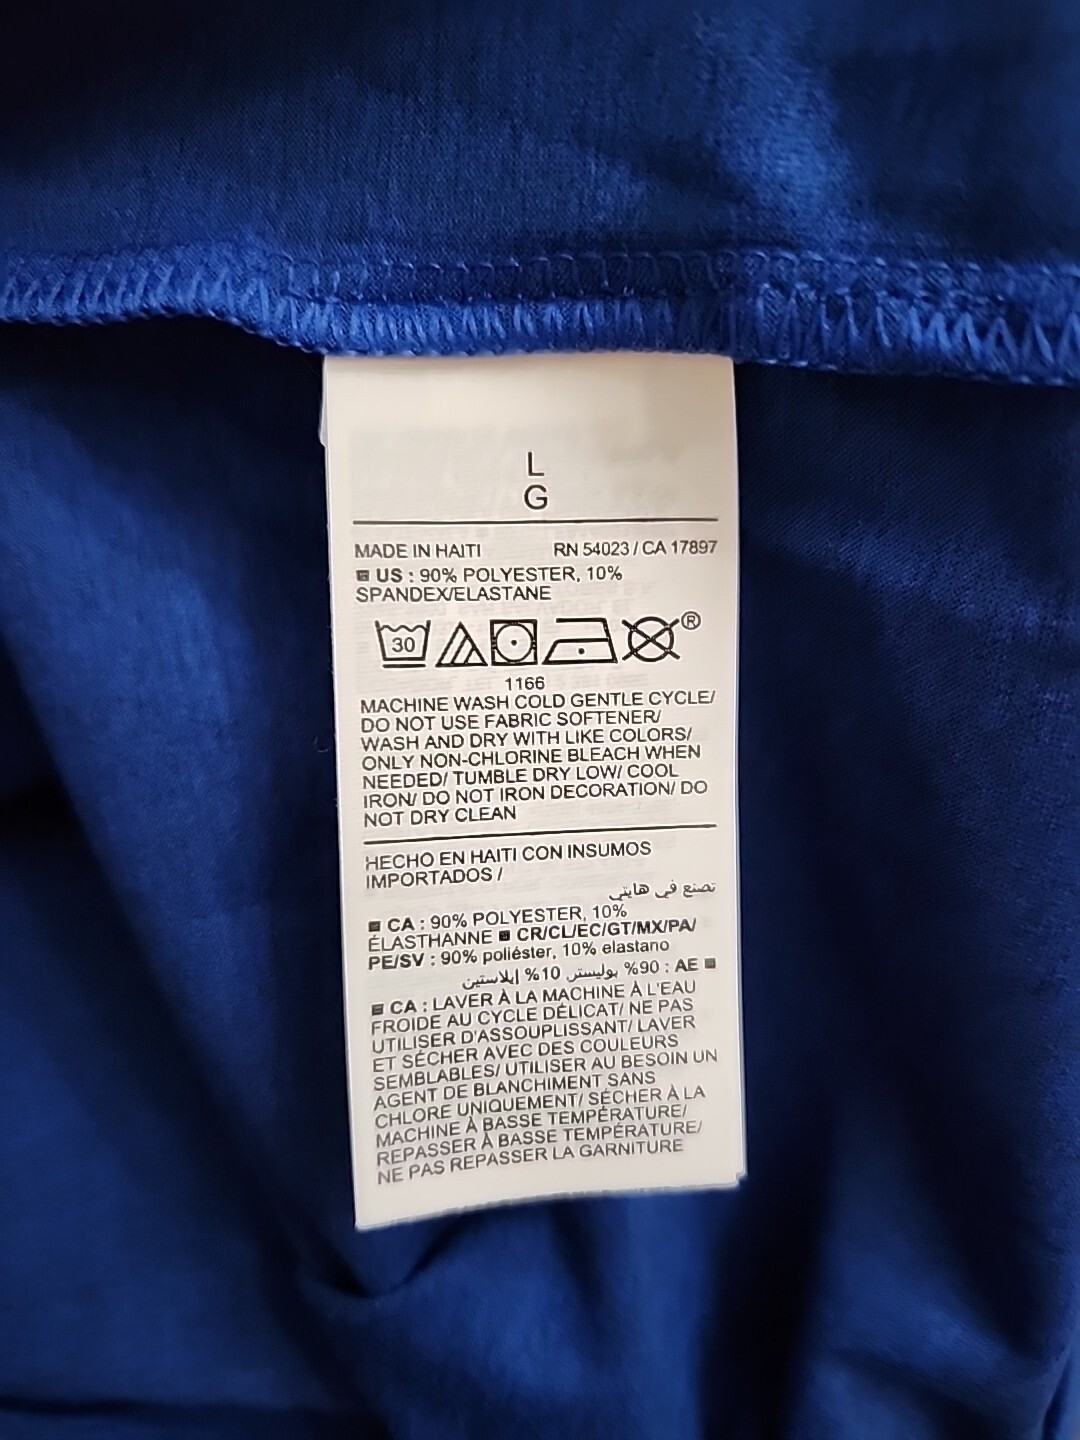 L
G
MADE IN HAITI RN 54023 / CA 17897
US : 90% POLYESTER, 10%
SPANDEX/ELASTANE
30 ®
1166
MACHINE WASH COLD GENTLE CYCLE/
DO NOT USE FABRIC SOFTENER/
WASH AND DRY WITH LIKE COLORS/
ONLY NON-CHLORINE BLEACH WHEN
NEEDED/ TUMBLE DRY LOW/ COOL
IRON/ DO NOT IRON DECORATION/ DO
NOT DRY CLEAN
HECHO EN HAITI CON INSUMOS
IMPORTADOS /
تصنع في هايتي
CA : 90% POLYESTER, 10%
ÉLASTHANNE CR/CL/EC/GT/MX/PA/
PE/SV : 90% poliéster, 10% elastano
AE : 90% بوليستر 10% إيلاستين
CA : LAVER À LA MACHINE À L'EAU
FROIDE AU CYCLE DÉLICAT/ NE PAS
UTILISER D'ASSOUPLISSANT/ LAVER
ET SÉCHER AVEC DES COULEURS
SEMBLABLES/ UTILISER AU BESOIN UN
AGENT DE BLANCHIMENT SANS
CHLORE UNIQUEMENT/ SÉCHER À LA
MACHINE À BASSE TEMPÉRATURE/
REPASSER À BASSE TEMPÉRATURE/
NE PAS REPASSER LA GARNITURE